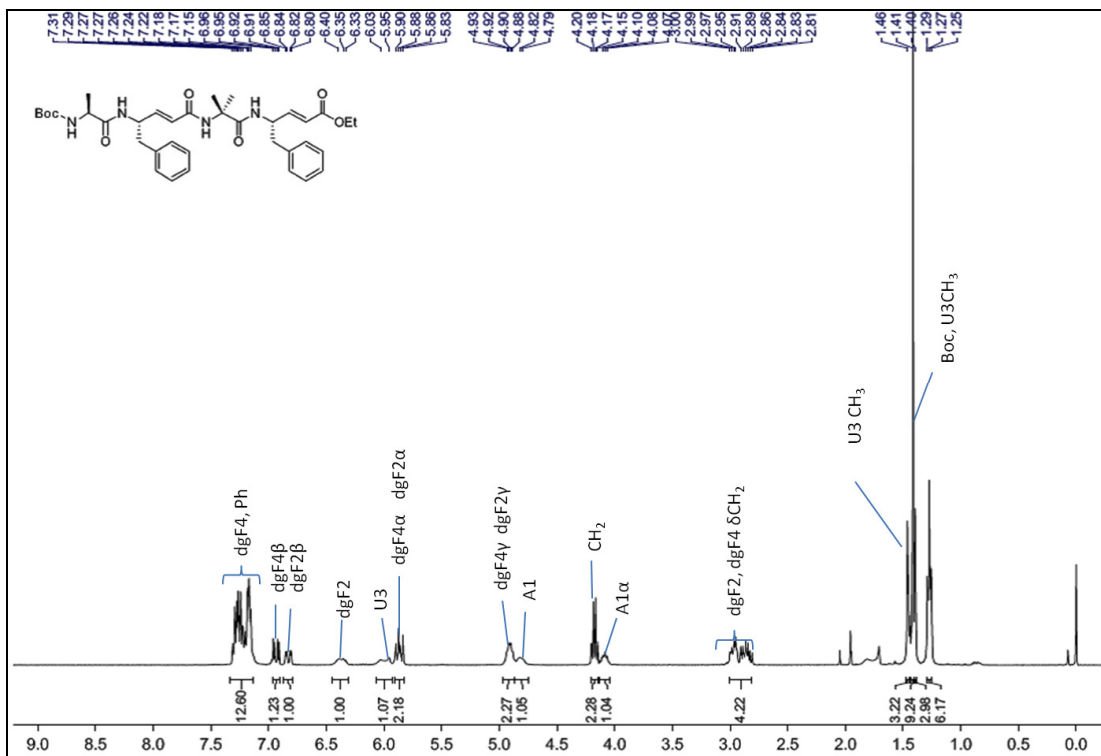 7.31 7.29 7.27 7.27 7.26 7.24 7.22 7.18 7.17 7.15 6.96 6.95 6.92 6.91 6.85 6.84 6.82 6.80 6.40 6.35 6.33 6.03 5.95 5.90 5.88 5.86 5.83 4.93 4.92 4.90 4.88 4.82 4.79 4.20 4.18 4.17 4.15 4.10 4.08 4.07 3.00 2.99 2.97 2.95 2.91 2.89 2.86 2.84 2.83 2.81 1.46 1.41 1.40 1.29 1.27 1.25
Boc
N
H
O
H
N
O
N
H
O
H
N
O
OEt
dgF4, Ph
dgF4β
dgF2β
dgF2
U3
dgF4α dgF2α
dgF4γ dgF2γ
A1
CH2
A1α
dgF2, dgF4 δCH2
U3 CH3
Boc, U3CH3
12.60 1.23 1.00 1.00 1.07 2.18 2.27 1.05 2.28 1.04 4.22 3.22 9.24 2.98 6.17
9.0 8.5 8.0 7.5 7.0 6.5 6.0 5.5 5.0 4.5 4.0 3.5 3.0 2.5 2.0 1.5 1.0 0.5 0.0